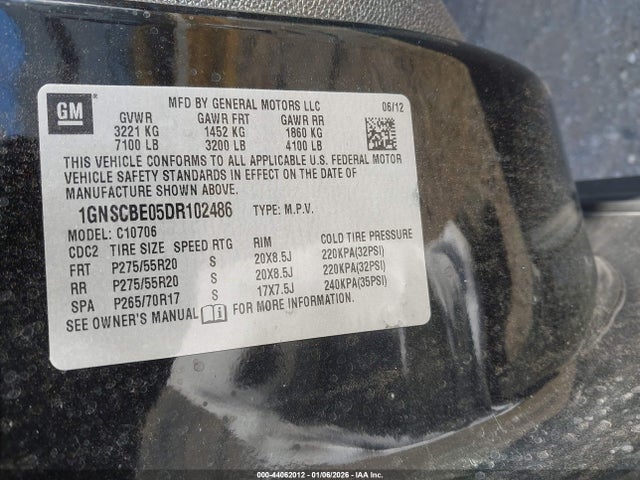 GM
MFD BY GENERAL MOTORS LLC 06/12
GVWR GAWR FRT GAWR RR
3221 KG 1452 KG 1860 KG
7100 LB 3200 LB 4100 LB
THIS VEHICLE CONFORMS TO ALL APPLICABLE U.S. FEDERAL MOTOR
VEHICLE SAFETY STANDARDS IN EFFECT ON THE DATE OF
MANUFACTURE SHOWN ABOVE.
1GNSCBE05DR102486 TYPE: M.P.V.
MODEL: C10706
CDC2 TIRE SIZE SPEED RTG RIM COLD TIRE PRESSURE
FRT P275/55R20 S 20X8.5J 220KPA(32PSI)
RR P275/55R20 S 20X8.5J 220KPA(32PSI)
SPA P265/70R17 S 17X7.5J 240KPA(35PSI)
SEE OWNER'S MANUAL i FOR MORE INFORMATION.
000-44062012 - 01/06/2026 - IAA Inc.